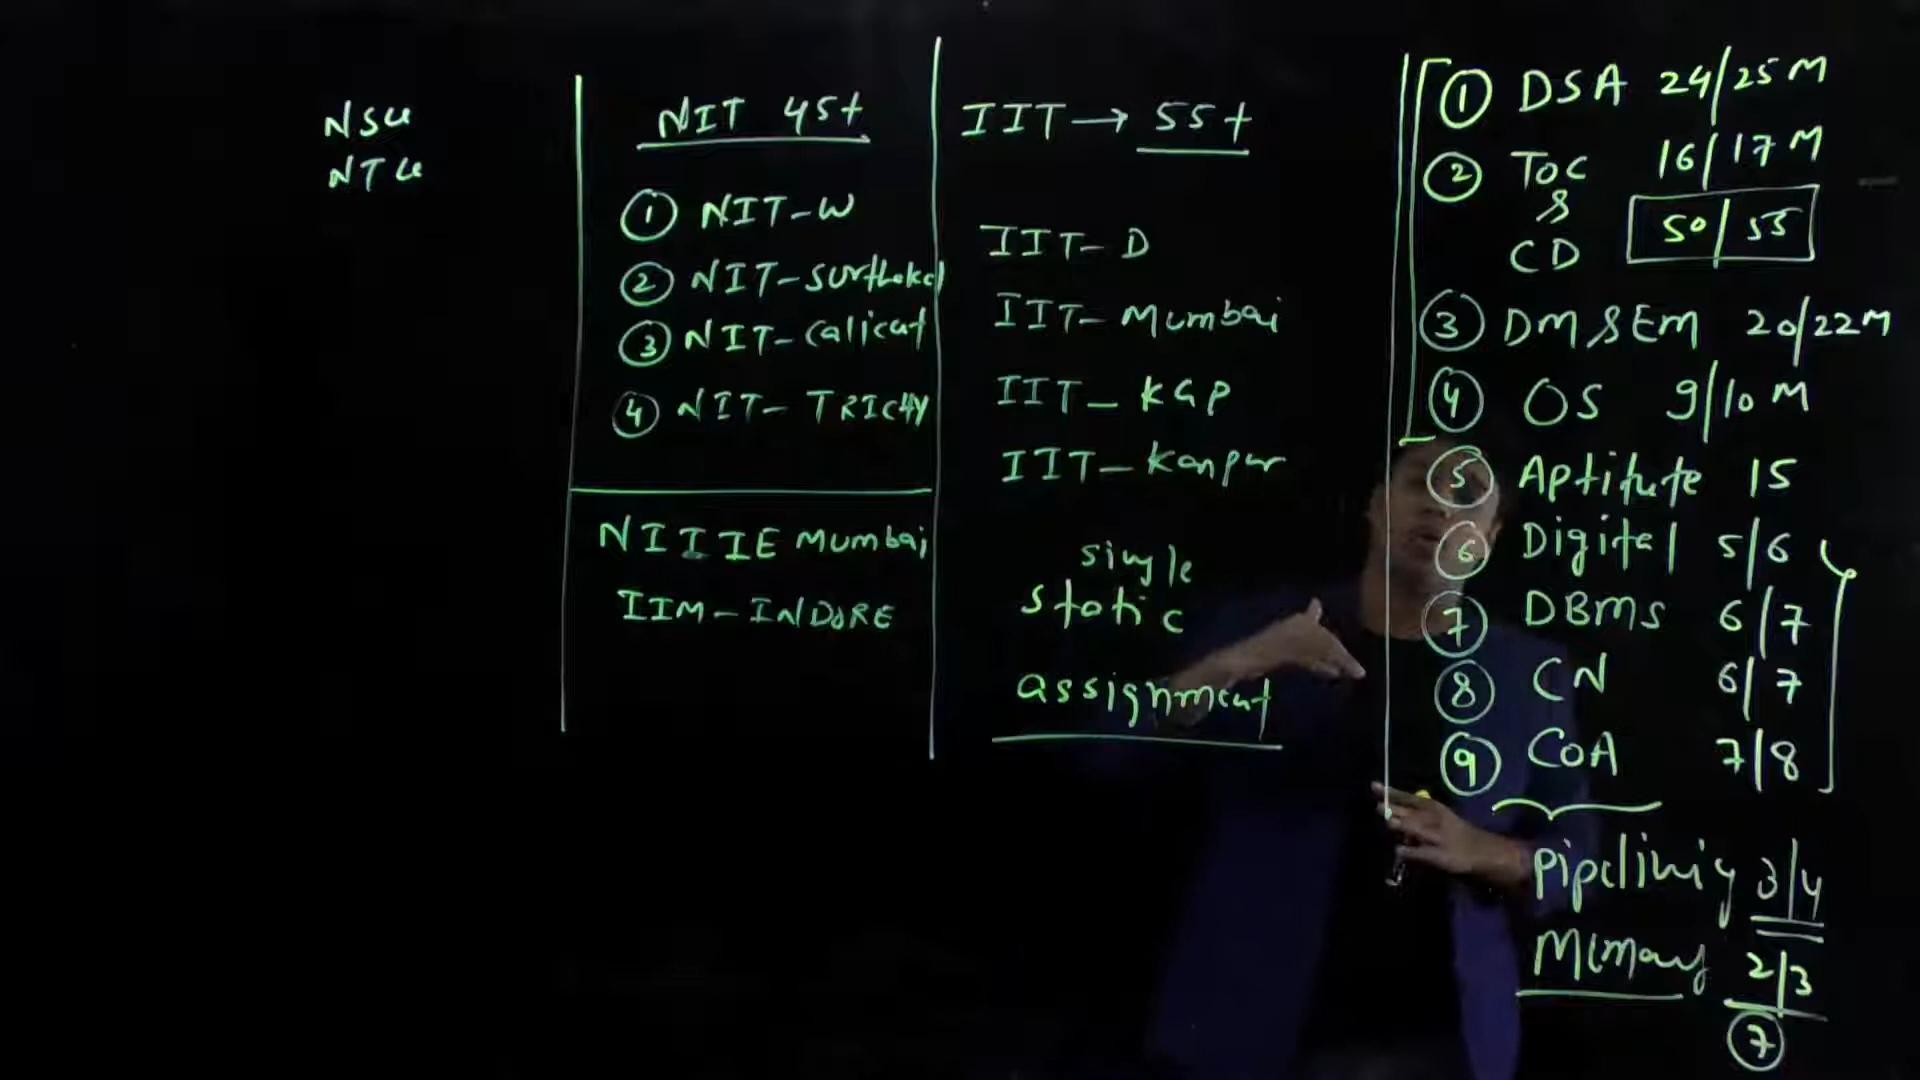 NSU
NTU
NIT 45+
① NIT-W
② NIT-Surthakal
③ NIT-Calicut
④ NIT-TRICHY
NITIE Mumbai
IIM-INDORE
IIT → 55+
IIT-D
IIT-Mumbai
IIT-KGP
IIT-Kanpur
single
static
assignment
① DSA 24/25M
② TOC 16/17M
&
CD 50/55
③ DM & EM 20/22M
④ OS 9/10M
⑤ Aptitute 15
⑥ Digital 5/6
⑦ DBMS 6/7
⑧ CN 6/7
⑨ COA 7/8
Pipelining 3/4
Memory 2/3
⑦